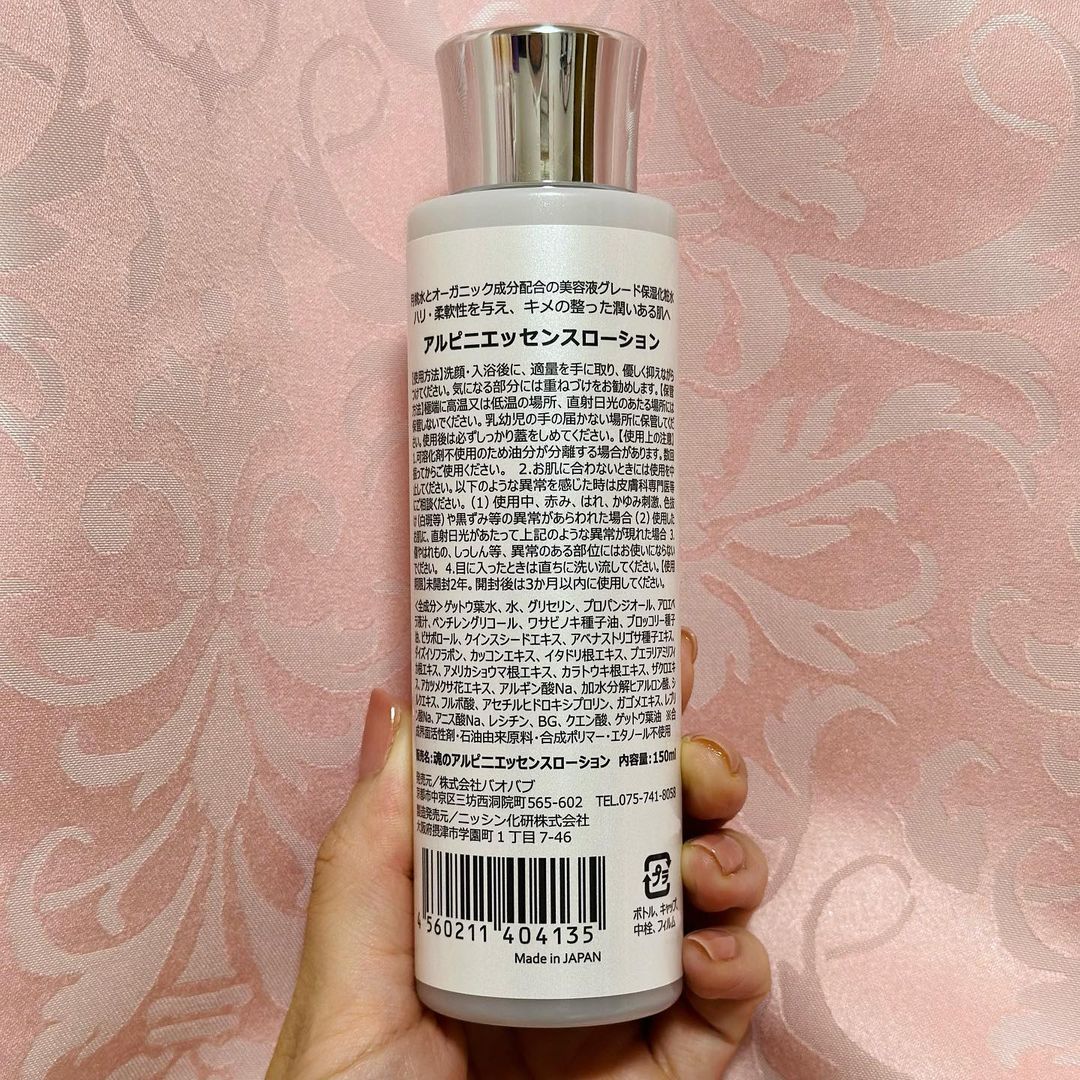 月桃水とオーガニック成分配合の美容液グレード保湿化粧水
ハリ・柔軟性を与え、キメの整った潤いある肌へ
アルピニエッセンスローション
【使用方法】洗顔・入浴後に、適量を手に取り、優しく抑えながら
つけてください。気になる部分には重ねづけをお勧めします。【保管
方法】極端に高温又は低温の場所、直射日光のあたる場所には
保管しないでください。乳幼児の手の届かない場所に保管してくだ
さい。使用後は必ずしっかり蓋をしめてください。【使用上の注意】
1.可溶化剤不使用のため油分が分離する場合があります。数回
振ってからご使用ください。 2.お肌に合わないときには使用を中
止してください。以下のような異常を感じた時は皮膚科専門医等
にご相談ください。(1)使用中、赤み、はれ、かゆみ刺激、色抜
け(白斑等)や黒ずみ等の異常があらわれた場合(2)使用した
お肌に、直射日光があたって上記のような異常が現れた場合 3.
傷やはれもの、しっしん等、異常のある部位にはお使いにならない
でください。 4.目に入ったときは直ちに洗い流してください。【使用
期限】未開封2年。開封後は3か月以内に使用してください。
〈全成分〉ゲットウ葉水、水、グリセリン、プロパンジオール、アロエベ
ラ液汁、ペンチレングリコール、ワサビノキ種子油、ブロッコリー種子
油、ビサボロール、クインスシードエキス、アベナストリゴサ種子エキス、
ダイズイソフラボン、カッコンエキス、イタドリ根エキス、プエラリアミリフィ
カ根エキス、アメリカショウマ根エキス、カラトウキ根エキス、ザクロエキ
ス、アカツメクサ花エキス、アルギン酸Na、加水分解ヒアルロン酸、シ
ルクエキス、フルボ酸、アセチルヒドロキシプロリン、ガゴメエキス、レブリ
ン酸Na、アニス酸Na、レシチン、BG、クエン酸、ゲットウ葉油 ※合
成界面活性剤・石油由来原料・合成ポリマー・エタノール不使用
販売名:魂のアルピニエッセンスローション 内容量:150ml
発売元/株式会社バオバブ
京都市中京区三坊西洞院町565-602 TEL.075-741-8058
製造発売元/ニッシン化研株式会社
大阪府摂津市学園町1丁目7-46
4 560211 404135
Made in JAPAN
プラ
ボトル、キャップ、
中栓、フィルム